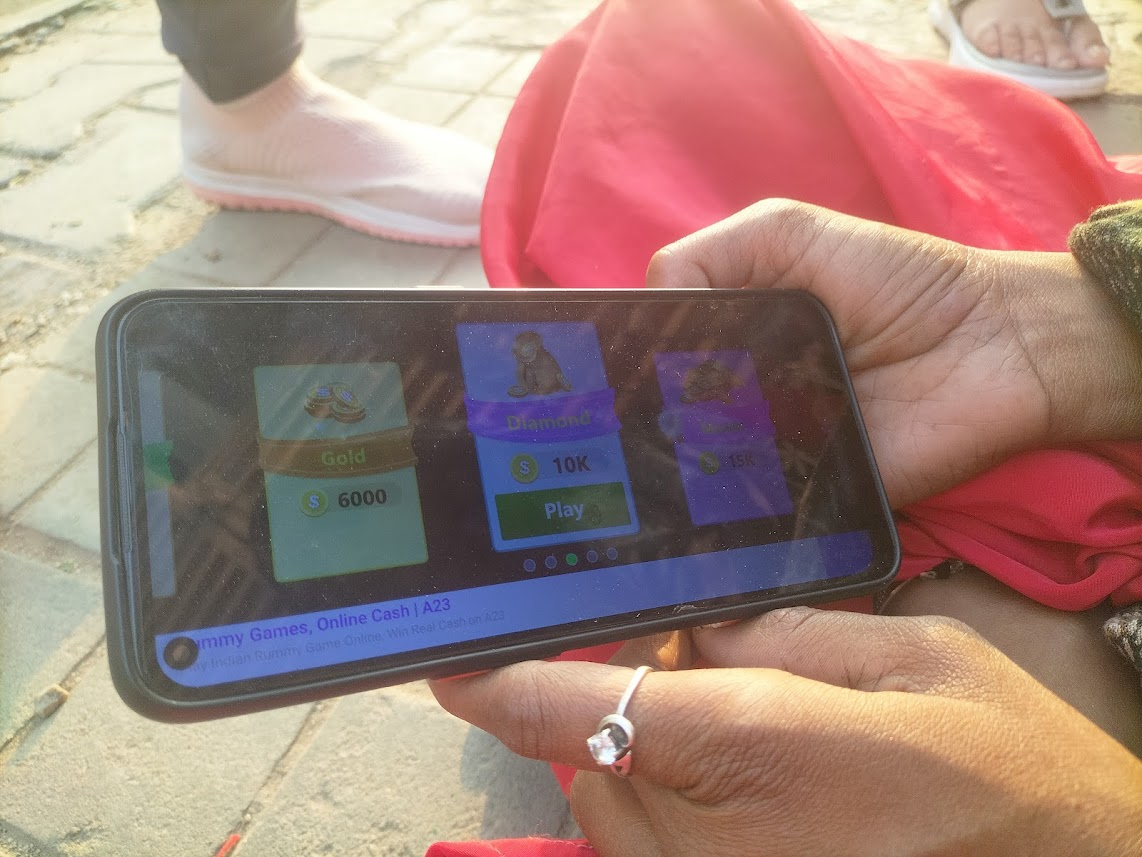 Gold
$ 6000
Diamond
$ 10K
Play
$ 15K
ummy Games, Online Cash | A23
y Indian Rummy Game Online, Win Real Cash on A23